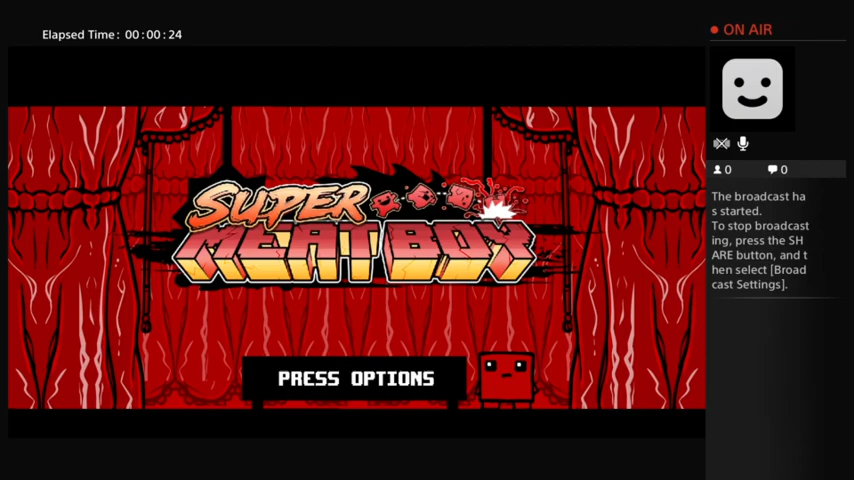 Elapsed Time: 00:00:24
ON AIR
0 0
The broadcast ha
s started.
To stop broadcast
ing, press the SH
ARE button, and t
hen select [Broad
cast Settings].
SUPER
MEAT BOY
PRESS OPTIONS